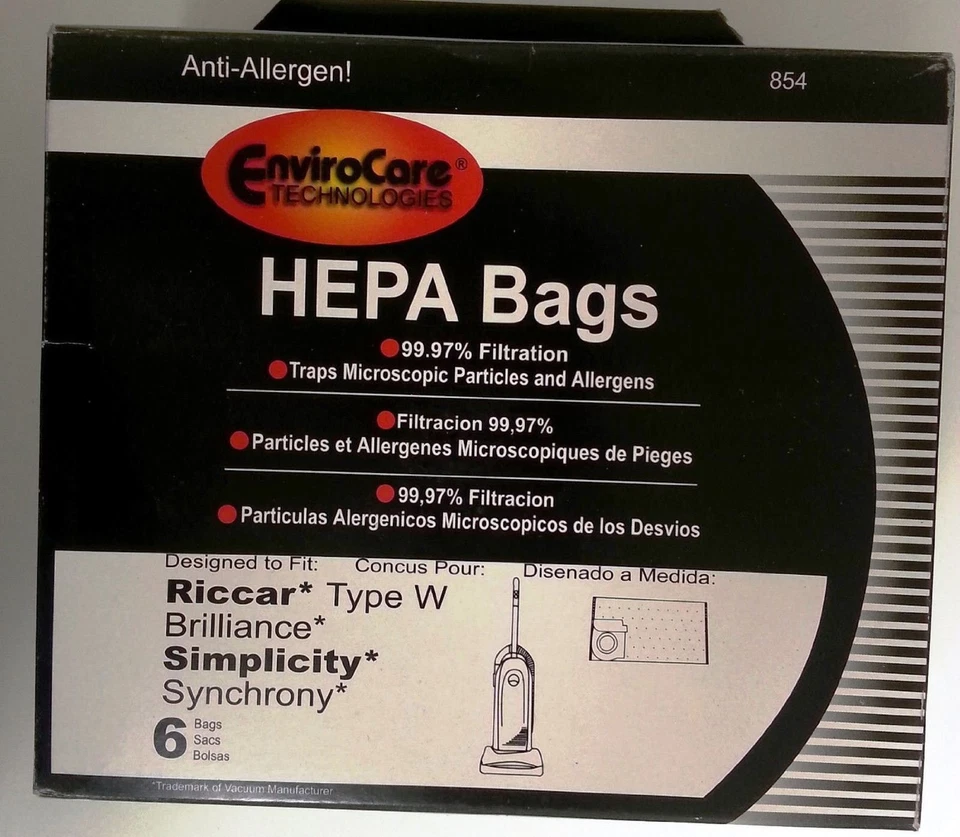 Anti-Allergen!
854
EnviroCare®
TECHNOLOGIES
HEPA Bags
99.97% Filtration
Traps Microscopic Particles and Allergens
Filtracion 99,97%
Particles et Allergenes Microscopiques de Pieges
99,97% Filtracion
Particulas Alergenicos Microscopicos de los Desvios
Designed to Fit: Concus Pour: Disenado a Medida:
Riccar* Type W
Brilliance*
Simplicity*
Synchrony*
6 Bags
Sacs
Bolsas
*Trademark of Vacuum Manufacturer